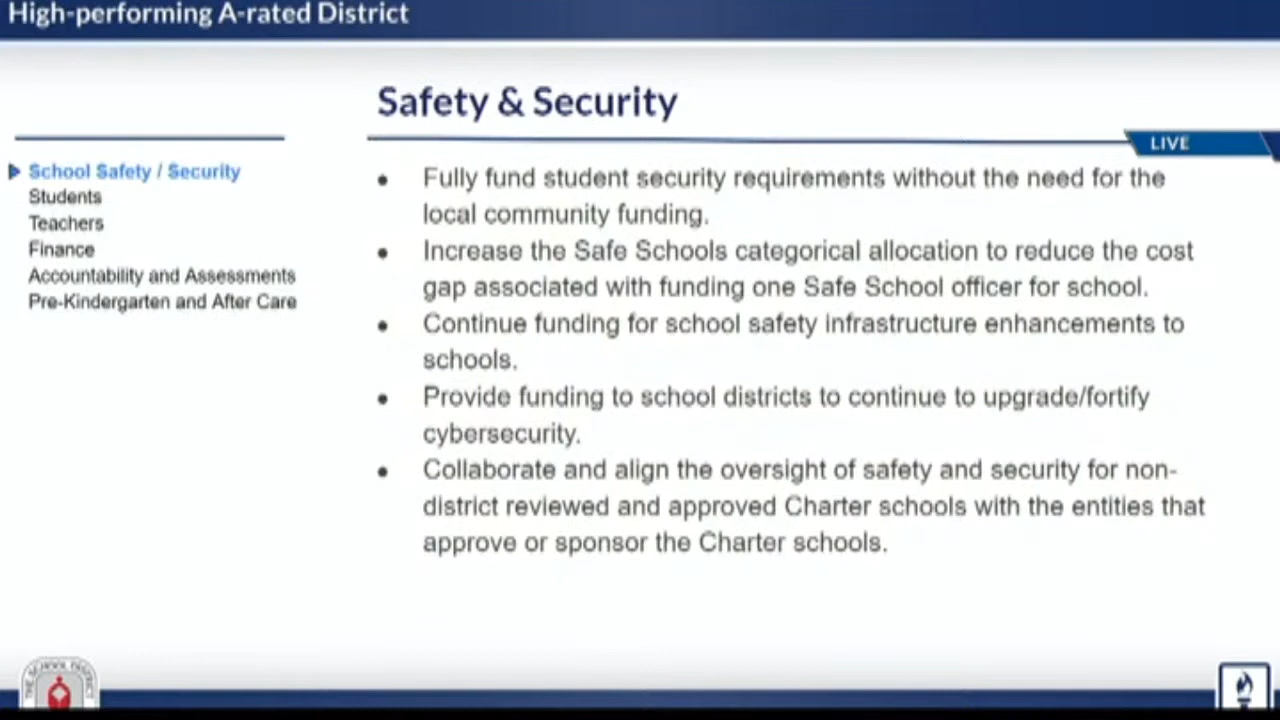 High-performing A-rated District
Safety & Security
LIVE
School Safety / Security
Students
Teachers
Finance
Accountability and Assessments
Pre-Kindergarten and After Care
• Fully fund student security requirements without the need for the
local community funding.
• Increase the Safe Schools categorical allocation to reduce the cost
gap associated with funding one Safe School officer for school.
• Continue funding for school safety infrastructure enhancements to
schools.
• Provide funding to school districts to continue to upgrade/fortify
cybersecurity.
• Collaborate and align the oversight of safety and security for non-
district reviewed and approved Charter schools with the entities that
approve or sponsor the Charter schools.
THE SCHOOL DISTRICT